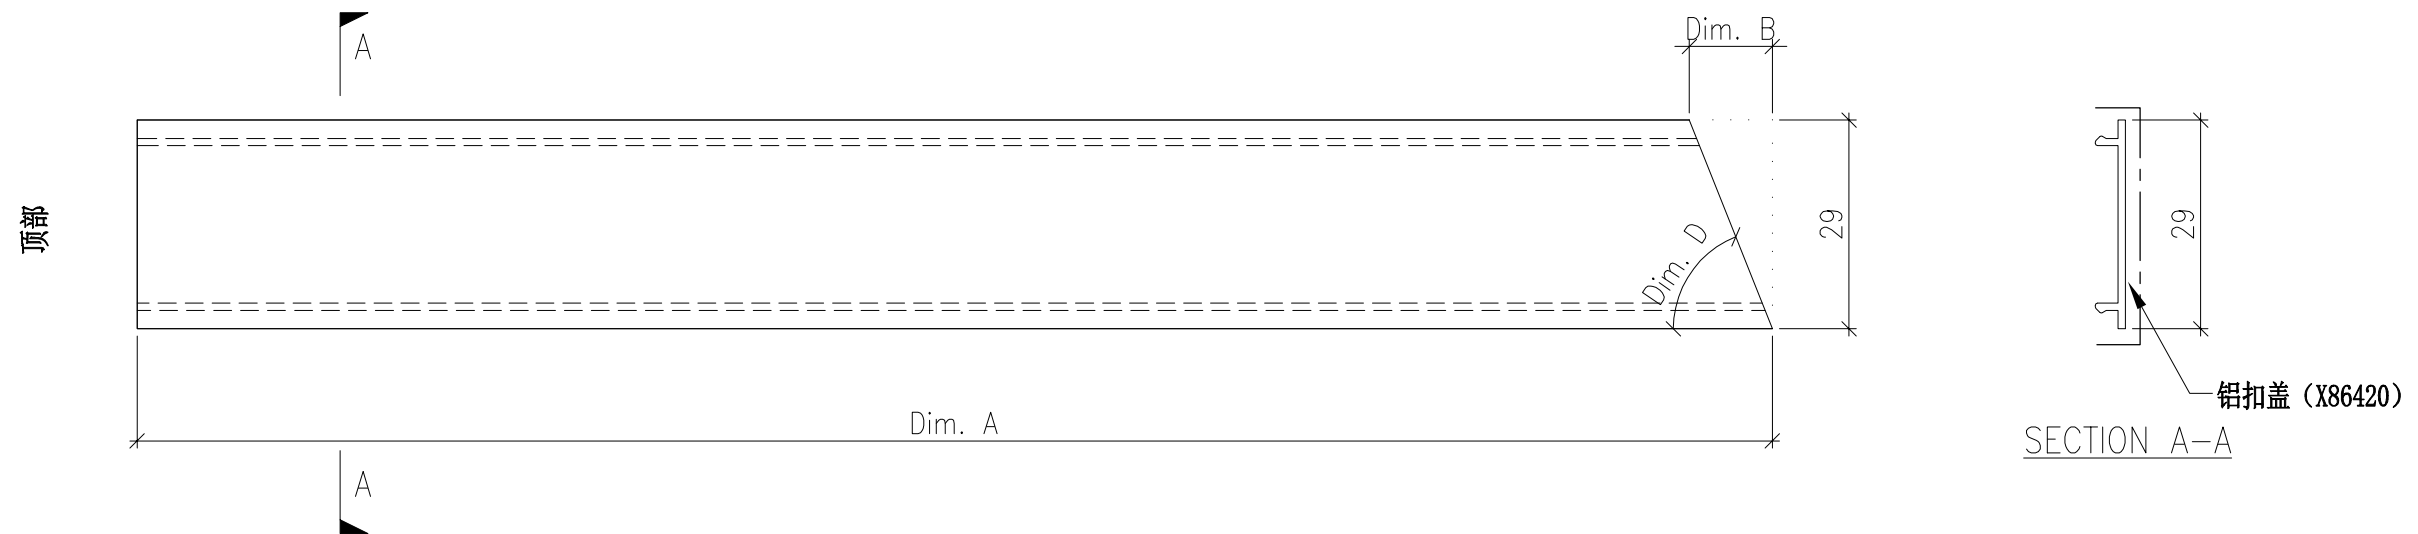 A
Dim. B
顶部
Dim. D
29
29
Dim. A
铝扣盖（X86420）
SECTION A-A
A